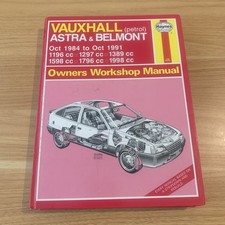 VAUXHALL (petrol)
Haynes
ASTRA & BELMONT
Oct 1984 to Oct 1991
1196 cc · 1297 cc · 1389 cc
1598 cc · 1796 cc · 1998 cc
Owners Workshop Manual